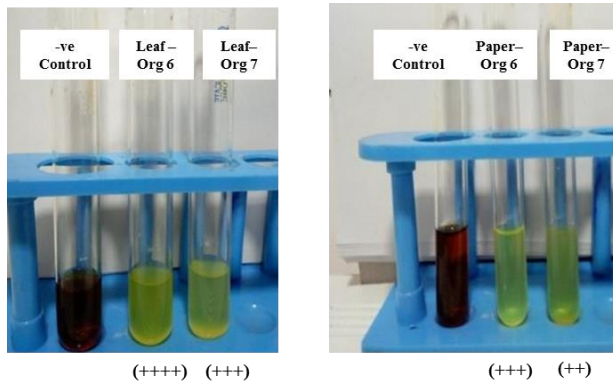 -ve
Control
Leaf –
Org 6
Leaf–
Org 7
-ve
Control
Paper–
Org 6
Paper–
Org 7
(++++)
(+++)
(+++)
(++)